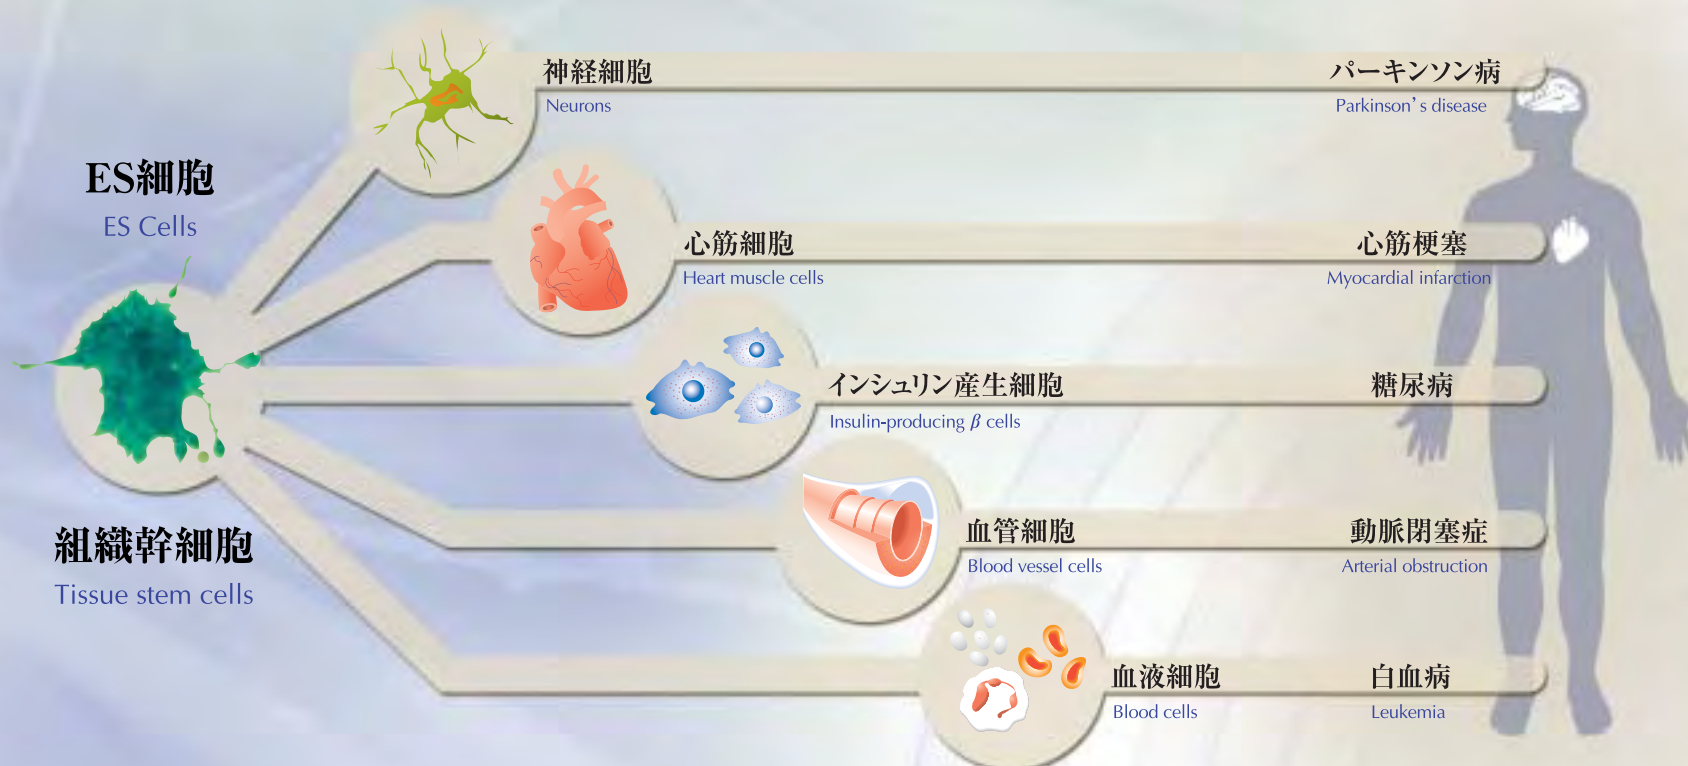 ES細胞
ES Cells
組織幹細胞
Tissue stem cells
神経細胞
Neurons
パーキンソン病
Parkinson’s disease
心筋細胞
Heart muscle cells
心筋梗塞
Myocardial infarction
インシュリン産生細胞
Insulin-producing β cells
糖尿病
血管細胞
Blood vessel cells
動脈閉塞症
Arterial obstruction
血液細胞
Blood cells
白血病
Leukemia